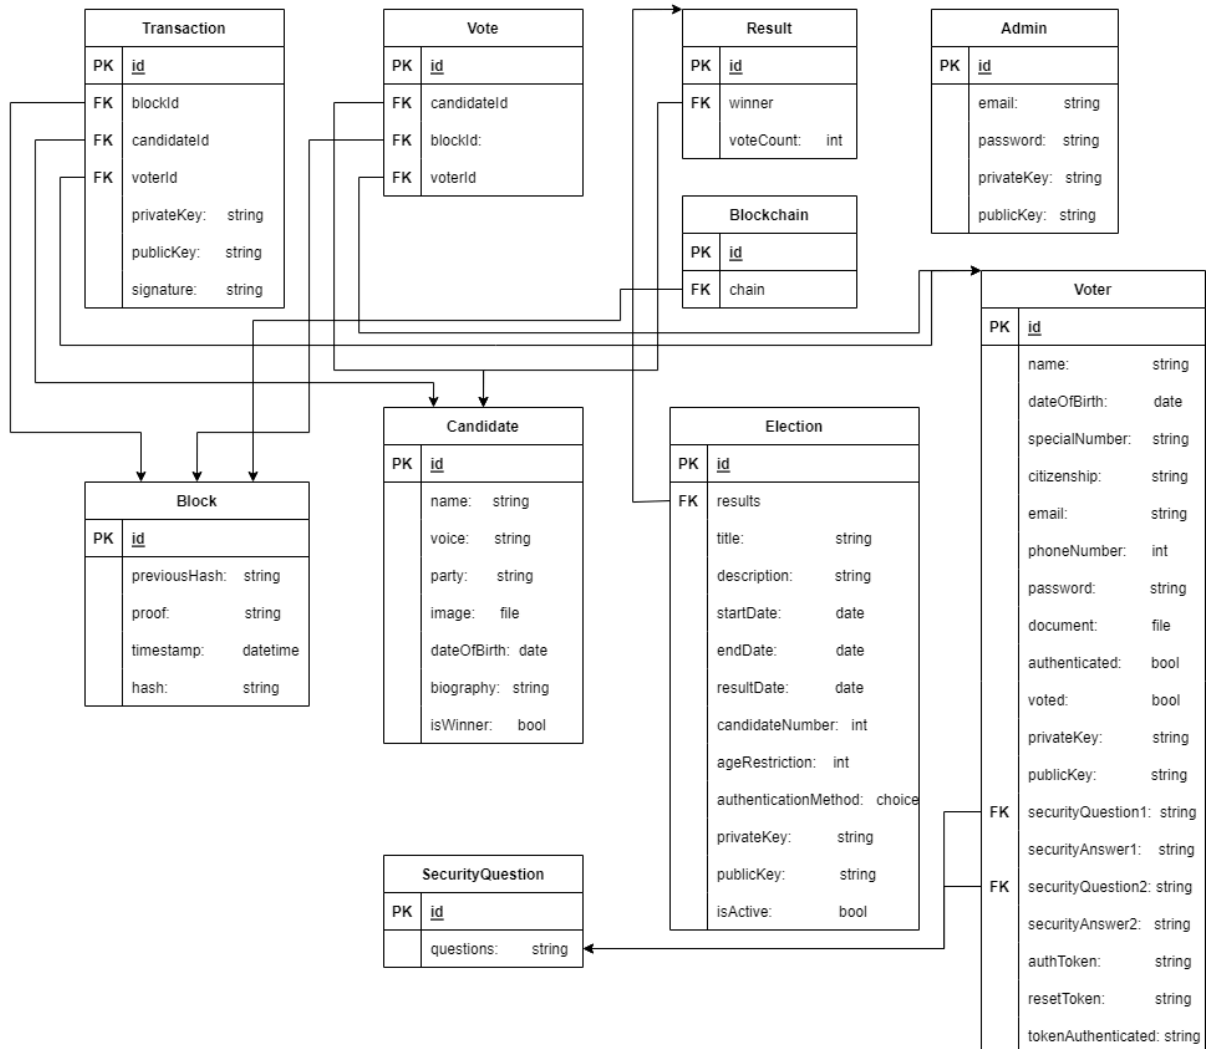 Transaction
PK id
FK blockId
FK candidateId
FK voterId
privateKey: string
publicKey: string
signature: string
Vote
PK id
FK candidateId
FK blockId:
FK voterId
Result
PK id
FK winner
voteCount: int
Admin
PK id
email: string
password: string
privateKey: string
publicKey: string
Blockchain
PK id
FK chain
Voter
PK id
name: string
dateOfBirth: date
specialNumber: string
citizenship: string
email: string
phoneNumber: int
password: string
document: file
authenticated: bool
voted: bool
privateKey: string
publicKey: string
FK securityQuestion1: string
securityAnswer1: string
FK securityQuestion2: string
securityAnswer2: string
authToken: string
resetToken: string
tokenAuthenticated: string
Candidate
PK id
name: string
voice: string
party: string
image: file
dateOfBirth: date
biography: string
isWinner: bool
Election
PK id
FK results
title: string
description: string
startDate: date
endDate: date
resultDate: date
candidateNumber: int
ageRestriction: int
authenticationMethod: choice
privateKey: string
publicKey: string
isActive: bool
Block
PK id
previousHash: string
proof: string
timestamp: datetime
hash: string
SecurityQuestion
PK id
questions: string